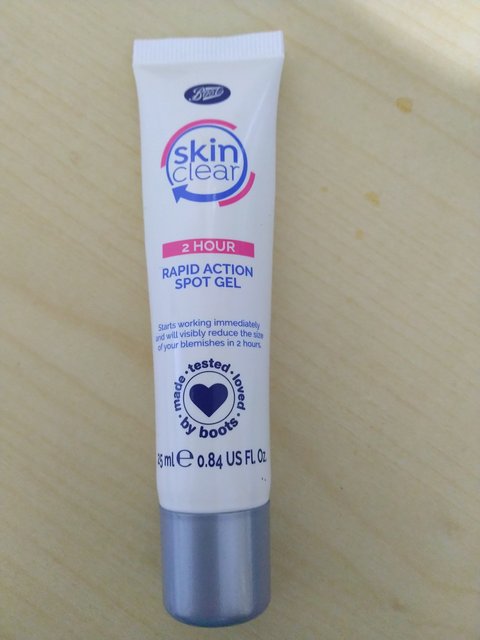 Boots
skin
clear
2 HOUR
RAPID ACTION
SPOT GEL
Starts working immediately
and will visibly reduce the size
of your blemishes in 2 hours.
made • tested • loved
• by boots •
25 ml ℮ 0.84 US FL. Oz.